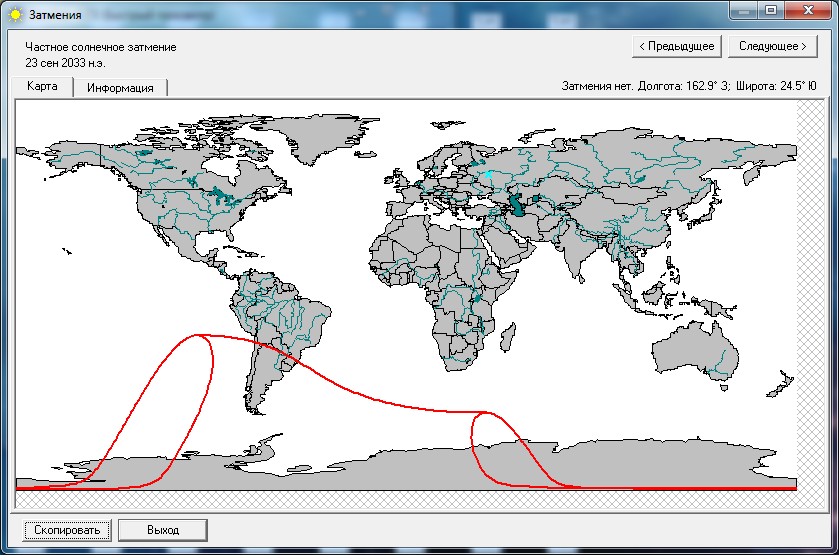 Затмения
Частное солнечное затмение
23 сен 2033 н.э.
< Предыдущее
Следующее >
Карта
Информация
Затмения нет. Долгота: 162.9° З; Широта: 24.5° Ю
Скопировать
Выход